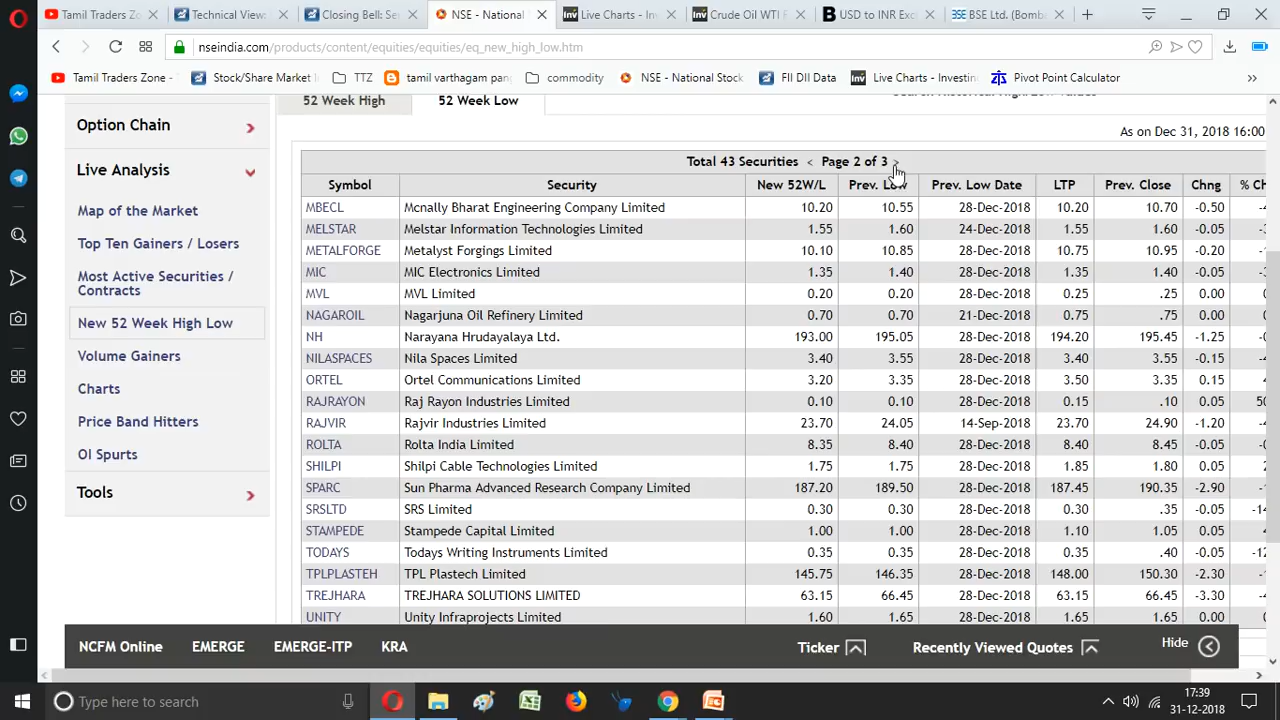 Tamil Traders Zone -
Technical View:
Closing Bell: Se
NSE - National
Live Charts - In
Crude Oil WTI F
USD to INR Exc
BSE Ltd. (Bomba
nseindia.com/products/content/equities/equities/eq_new_high_low.htm
Tamil Traders Zone -
Stock/Share Market
TTZ
tamil varthagam pan
commodity
NSE - National Stock
FII DII Data
Live Charts - Investin
Pivot Point Calculator
52 Week High
52 Week Low
As on Dec 31, 2018 16:00
Option Chain
Live Analysis
Map of the Market
Top Ten Gainers / Losers
Most Active Securities /
Contracts
New 52 Week High Low
Volume Gainers
Charts
Price Band Hitters
OI Spurts
Tools
Total 43 Securities < Page 2 of 3 >
Symbol Security New 52W/L Prev. Low Prev. Low Date LTP Prev. Close Chng % Ch
MBECL Mcnally Bharat Engineering Company Limited 10.20 10.55 28-Dec-2018 10.20 10.70 -0.50
MELSTAR Melstar Information Technologies Limited 1.55 1.60 24-Dec-2018 1.55 1.60 -0.05
METALFORGE Metalyst Forgings Limited 10.10 10.85 28-Dec-2018 10.75 10.95 -0.20
MIC MIC Electronics Limited 1.35 1.40 28-Dec-2018 1.35 1.40 -0.05
MVL MVL Limited 0.20 0.20 28-Dec-2018 0.25 .25 0.00
NAGAROIL Nagarjuna Oil Refinery Limited 0.70 0.70 21-Dec-2018 0.75 .75 0.00
NH Narayana Hrudayalaya Ltd. 193.00 195.05 28-Dec-2018 194.20 195.45 -1.25
NILASPACES Nila Spaces Limited 3.40 3.55 28-Dec-2018 3.40 3.55 -0.15
ORTEL Ortel Communications Limited 3.20 3.35 28-Dec-2018 3.50 3.35 0.15
RAJRAYON Raj Rayon Industries Limited 0.10 0.10 28-Dec-2018 0.15 .10 0.05 50
RAJVIR Rajvir Industries Limited 23.70 24.05 14-Sep-2018 23.70 24.90 -1.20
ROLTA Rolta India Limited 8.35 8.40 28-Dec-2018 8.40 8.45 -0.05
SHILPI Shilpi Cable Technologies Limited 1.75 1.75 28-Dec-2018 1.85 1.80 0.05
SPARC Sun Pharma Advanced Research Company Limited 187.20 189.50 28-Dec-2018 187.45 190.35 -2.90
SRSLTD SRS Limited 0.30 0.30 28-Dec-2018 0.30 .35 -0.05 -14
STAMPEDE Stampede Capital Limited 1.00 1.00 28-Dec-2018 1.10 1.05 0.05
TODAYS Todays Writing Instruments Limited 0.35 0.35 28-Dec-2018 0.35 .40 -0.05 -12
TPLPLASTEH TPL Plastech Limited 145.75 146.35 28-Dec-2018 148.00 150.30 -2.30
TREJHARA TREJHARA SOLUTIONS LIMITED 63.15 66.45 28-Dec-2018 63.15 66.45 -3.30
UNITY Unity Infraprojects Limited 1.60 1.65 28-Dec-2018 1.65 1.65 0.00
NCFM Online
EMERGE
EMERGE-ITP
KRA
Ticker
Recently Viewed Quotes
Hide
Type here to search
17:39
31-12-2018